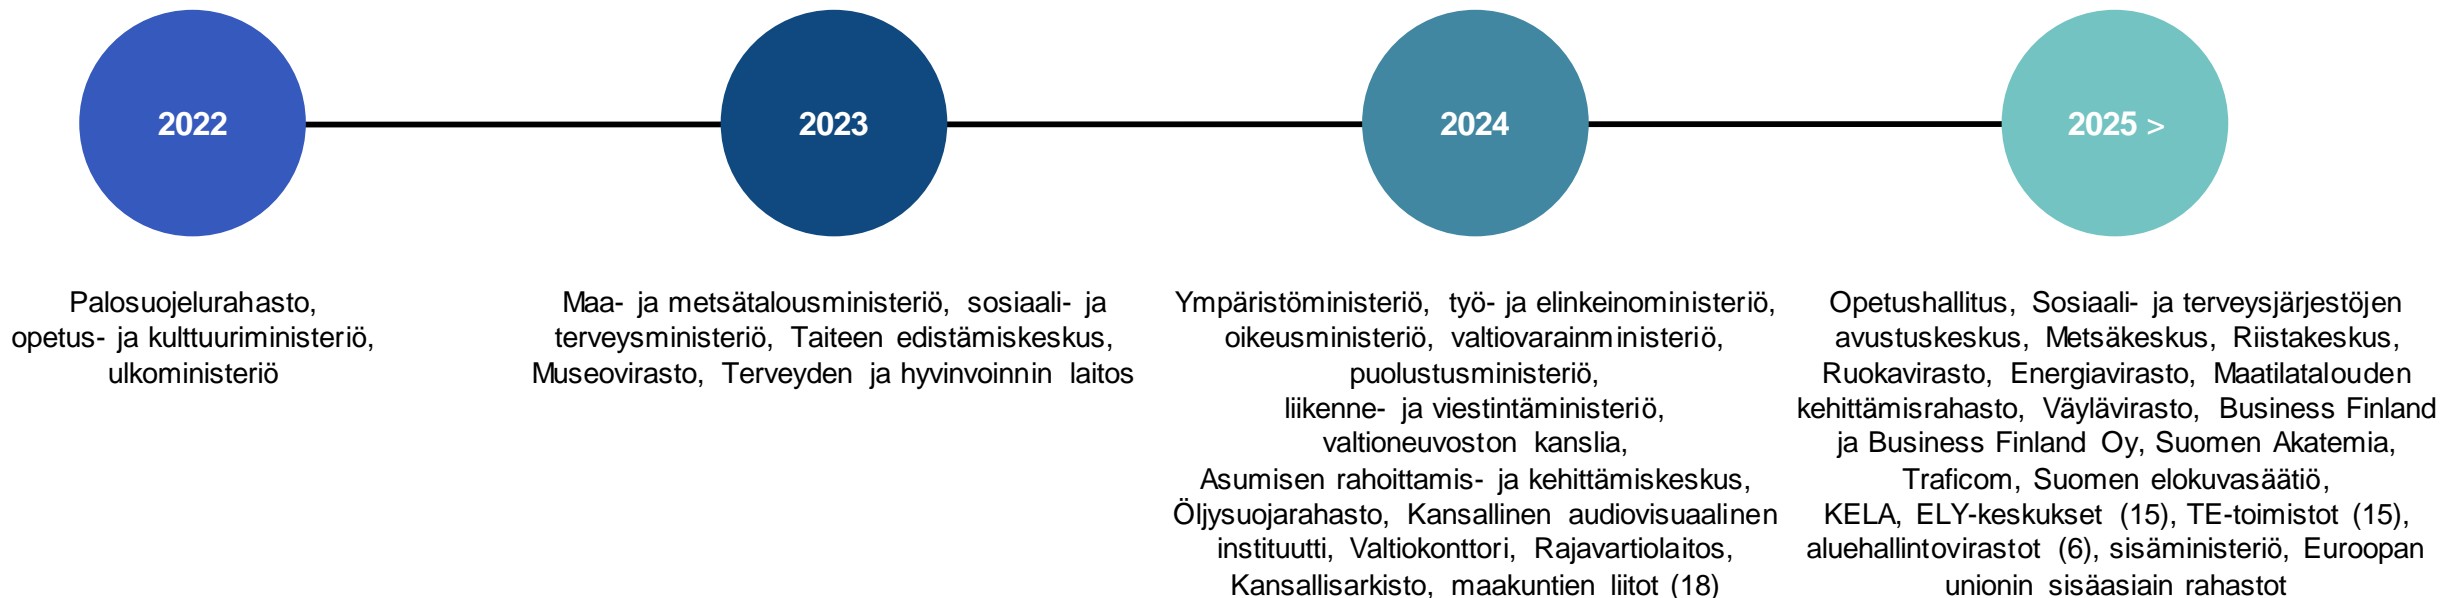 2022
2023
2024
2025 >
Palosuojelurahasto,
opetus- ja kulttuuriministeriö,
ulkoministeriö
Maa- ja metsätalousministeriö, sosiaali- ja
terveysministeriö, Taiteen edistämiskeskus,
Museovirasto, Terveyden ja hyvinvoinnin laitos
Ympäristöministeriö, työ- ja elinkeinoministeriö,
oikeusministeriö, valtiovarainministeriö,
puolustusministeriö,
liikenne- ja viestintäministeriö,
valtioneuvoston kanslia,
Asumisen rahoittamis- ja kehittämiskeskus,
Öljysuojarahasto, Kansallinen audiovisuaalinen
instituutti, Valtiokonttori, Rajavartiolaitos,
Kansallisarkisto, maakuntien liitot (18)
Opetushallitus, Sosiaali- ja terveysjärjestöjen
avustuskeskus, Metsäkeskus, Riistakeskus,
Ruokavirasto, Energiavirasto, Maatilatalouden
kehittämisrahasto, Väylävirasto, Business Finland
ja Business Finland Oy, Suomen Akatemia,
Traficom, Suomen elokuvasäätiö,
KELA, ELY-keskukset (15), TE-toimistot (15),
aluehallintovirastot (6), sisäministeriö, Euroopan
unionin sisäasiain rahastot